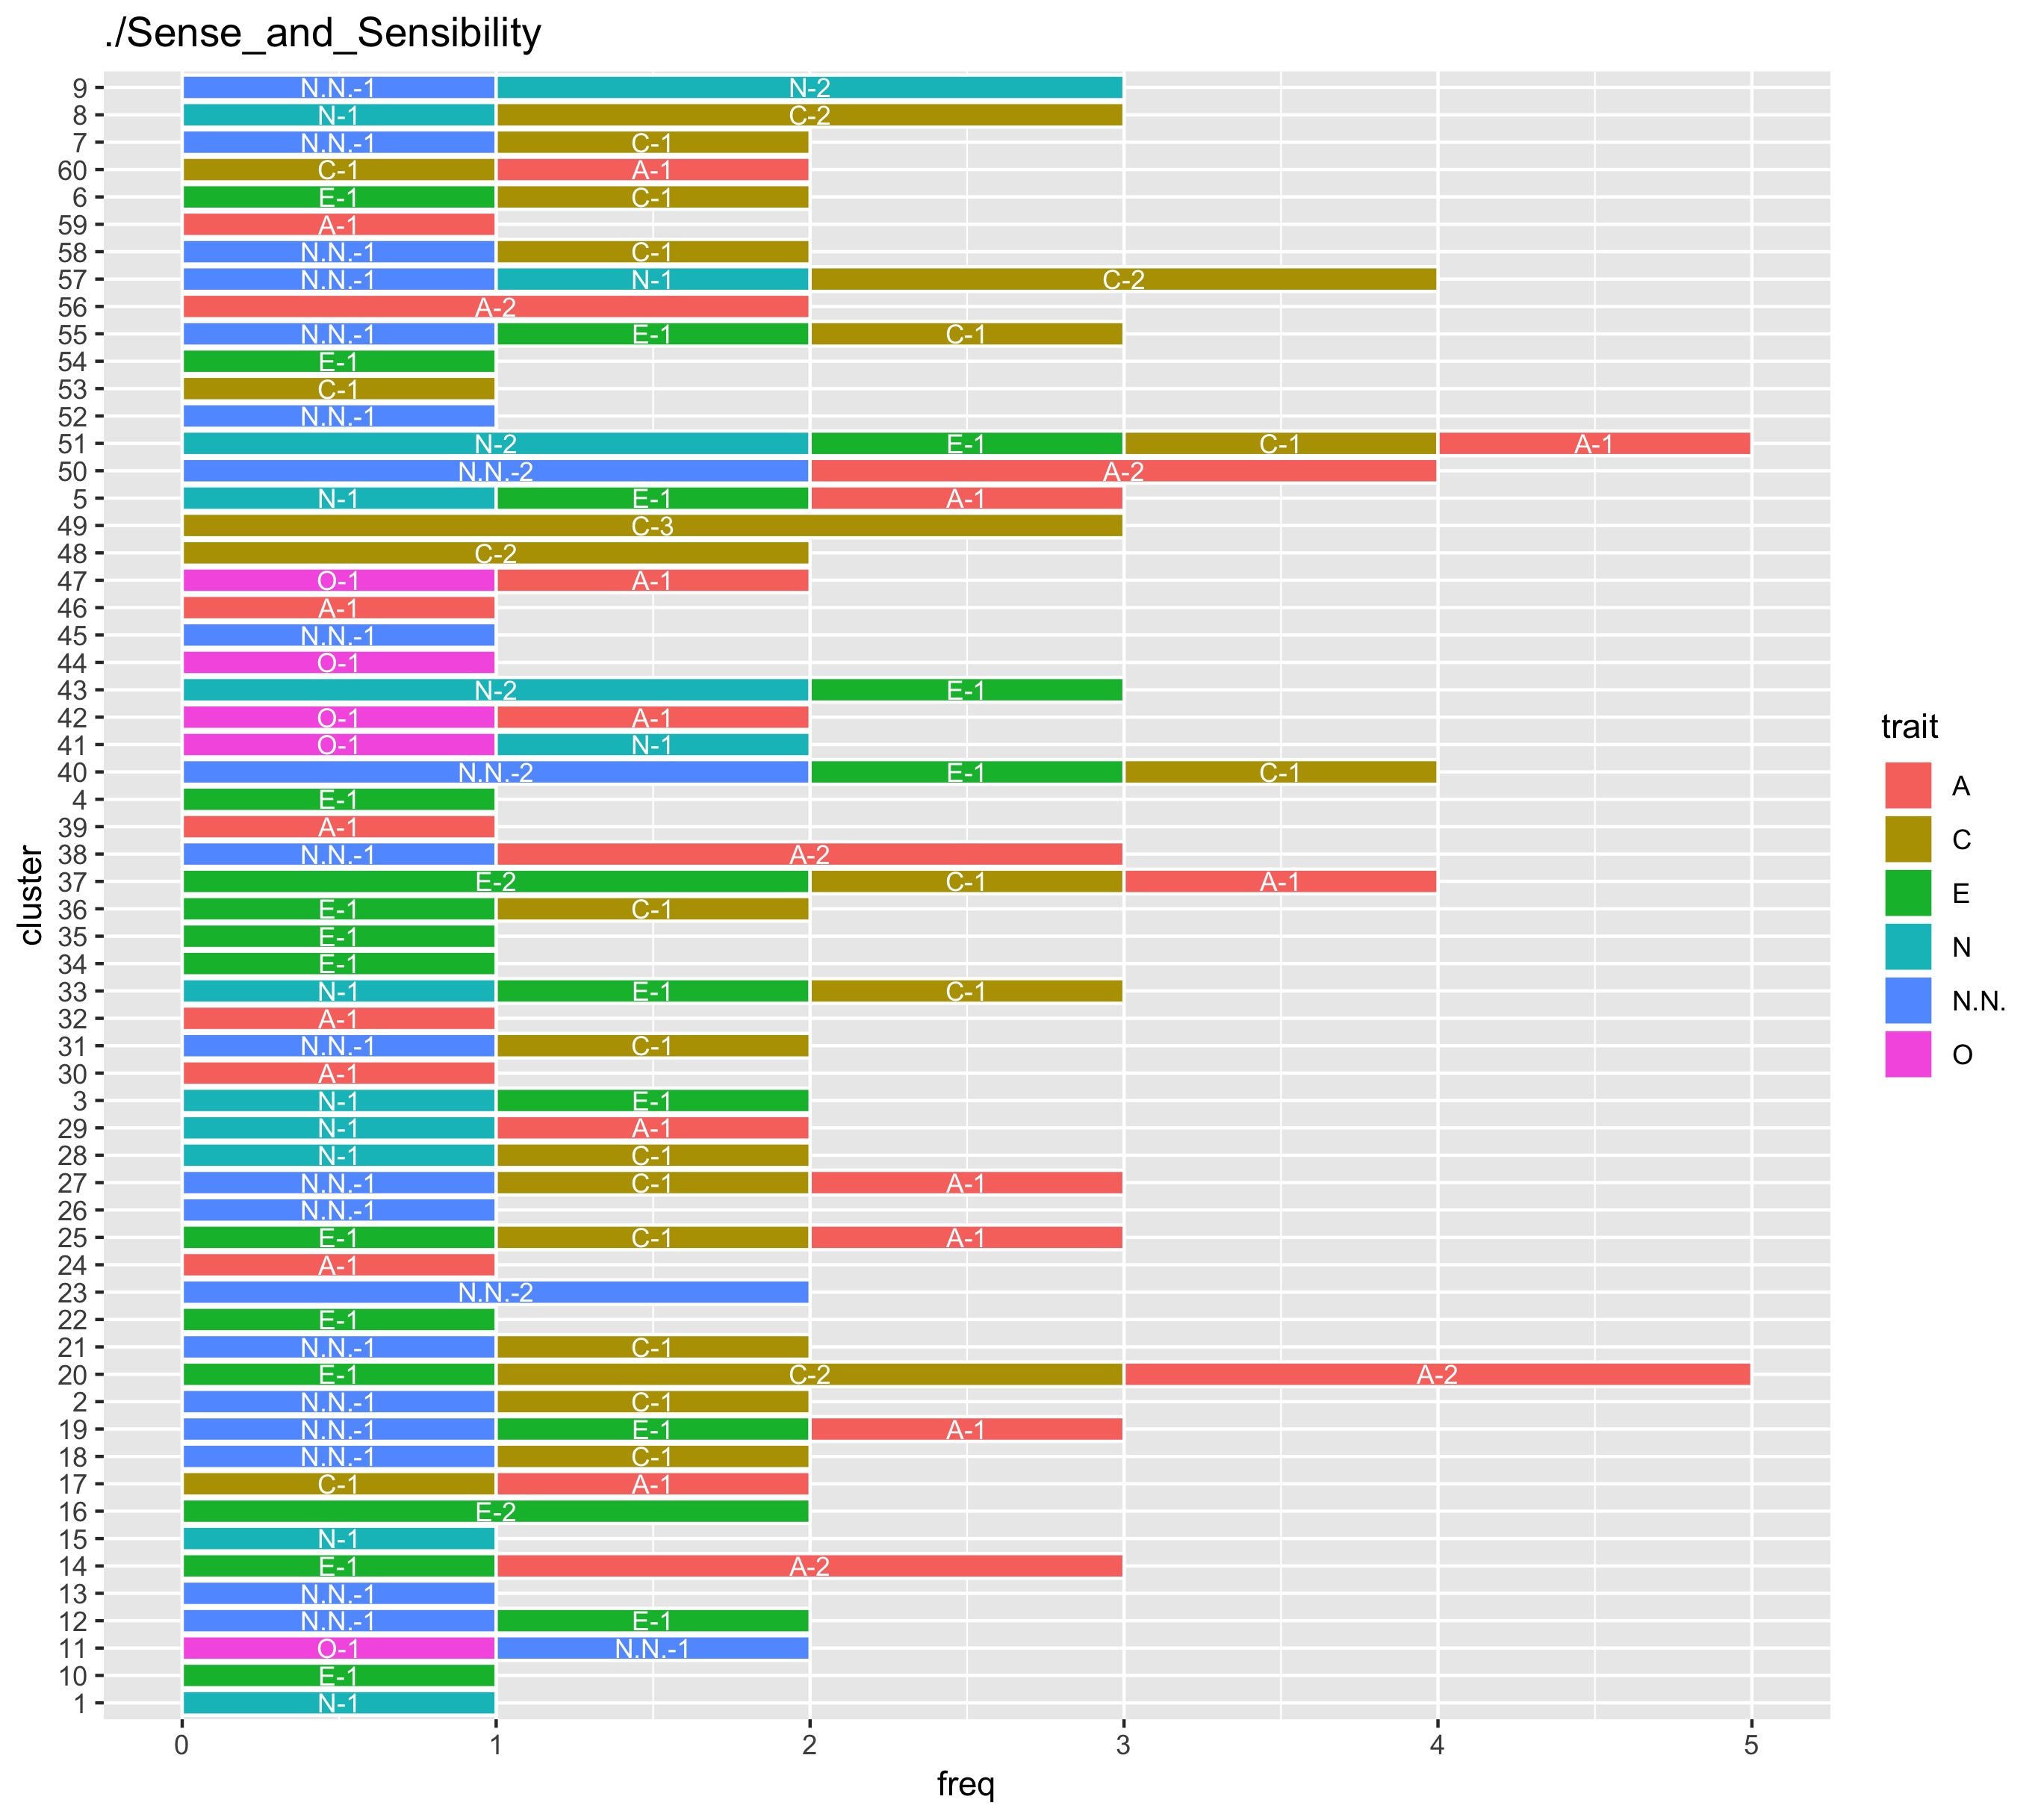 ./Sense_and_Sensibility
9 N.N.-1 N-2
8 N-1 C-2
7 N.N.-1 C-1
60 C-1 A-1
6 E-1 C-1
59 A-1
58 N.N.-1 C-1
57 N.N.-1 N-1 C-2
56 A-2
55 N.N.-1 E-1 C-1
54 E-1
53 C-1
52 N.N.-1
51 N-2 E-1 C-1 A-1
50 N.N.-2 A-2
5 N-1 E-1 A-1
49 C-3
48 C-2
47 O-1 A-1
46 A-1
45 N.N.-1
44 O-1
43 N-2 E-1
42 O-1 A-1
41 O-1 N-1
40 N.N.-2 E-1 C-1
4 E-1
39 A-1
38 N.N.-1 A-2
37 E-2 C-1 A-1
36 E-1 C-1
35 E-1
34 E-1
33 N-1 E-1 C-1
32 A-1
31 N.N.-1 C-1
30 A-1
3 N-1 E-1
29 N-1 A-1
28 N-1 C-1
27 N.N.-1 C-1 A-1
26 N.N.-1
25 E-1 C-1 A-1
24 A-1
23 N.N.-2
22 E-1
21 N.N.-1 C-1
20 E-1 C-2 A-2
2 N.N.-1 C-1
19 N.N.-1 E-1 A-1
18 N.N.-1 C-1
17 C-1 A-1
16 E-2
15 N-1
14 E-1 A-2
13 N.N.-1
12 N.N.-1 E-1
11 O-1 N.N.-1
10 E-1
1 N-1
0 1 2 3 4 5
freq
cluster
trait
A
C
E
N
N.N.
O